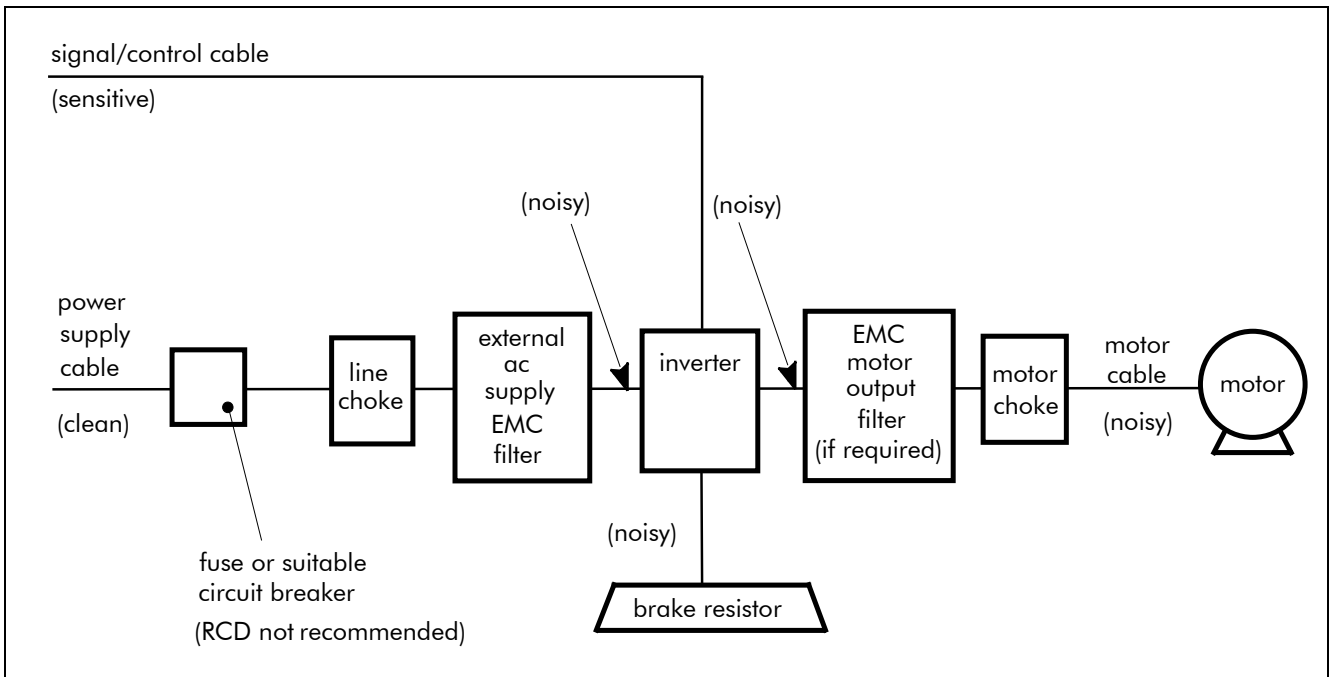 signal/control cable
(sensitive)
(noisy)
(noisy)
power
supply
cable
(clean)
line
choke
external
ac
supply
EMC
filter
inverter
EMC
motor
output
filter
(if required)
motor
choke
motor
cable
(noisy)
motor
(noisy)
brake resistor
fuse or suitable
circuit breaker
(RCD not recommended)